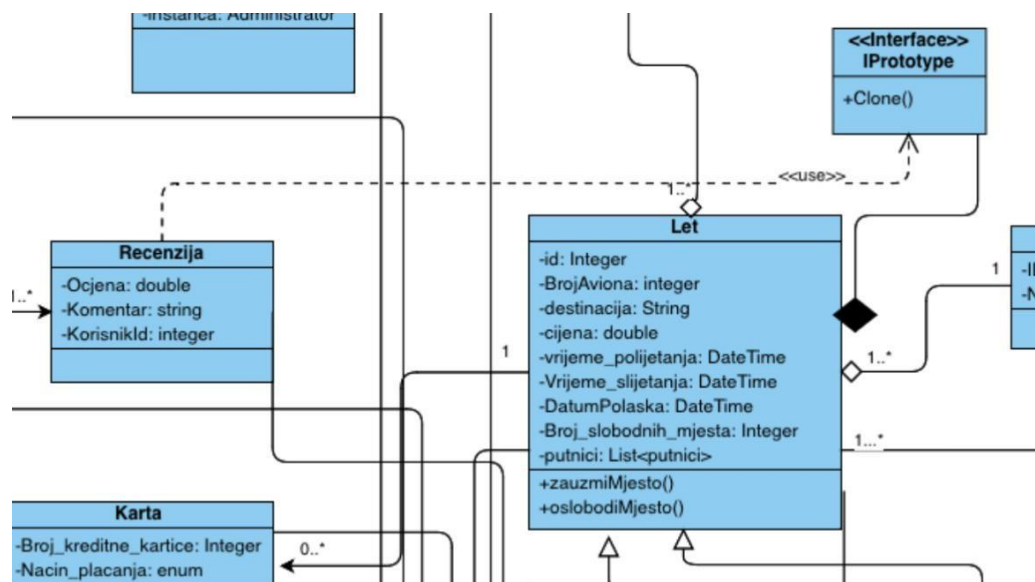 -instanca: Administrator
<<Interface>>
IPrototype
+Clone()
<<use>>
1..*
Recenzija
-Ocjena: double
-Komentar: string
-KorisnikId: integer
1..*
Let
-id: Integer
-BrojAviona: integer
-destinacija: String
-cijena: double
-vrijeme_polijetanja: DateTime
-Vrijeme_slijetanja: DateTime
-DatumPolaska: DateTime
-Broj_slobodnih_mjesta: Integer
-putnici: List<putnici>
+zauzmiMjesto()
+oslobodiMjesto()
1
1
1..*
1...*
Karta
-Broj_kreditne_kartice: Integer
-Nacin_placanja: enum
0..*